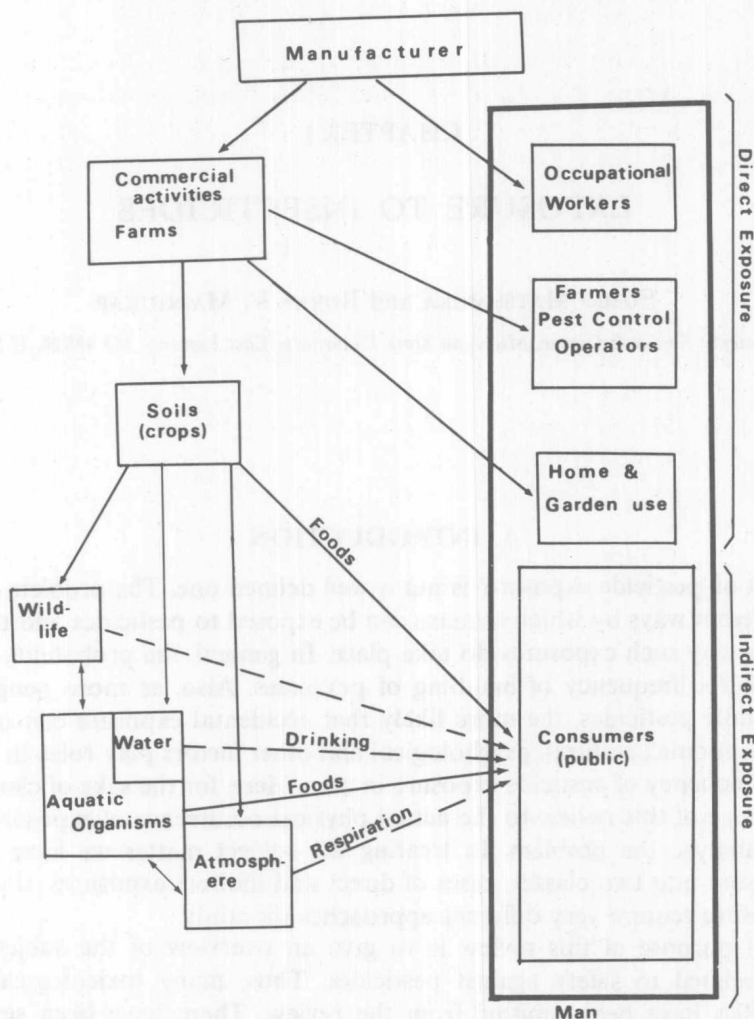 Manufacturer
Commercial
activities
Farms
Occupational
Workers
Farmers
Pest Control
Operators
Direct Exposure
Soils
(crops)
Home &
Garden use
Foods
Wild-
life
Water
Drinking
Consumers
(Public)
Indirect Exposure
Aquatic
Organisms
Foods
Respiration
Atmnosph-
ere
Man